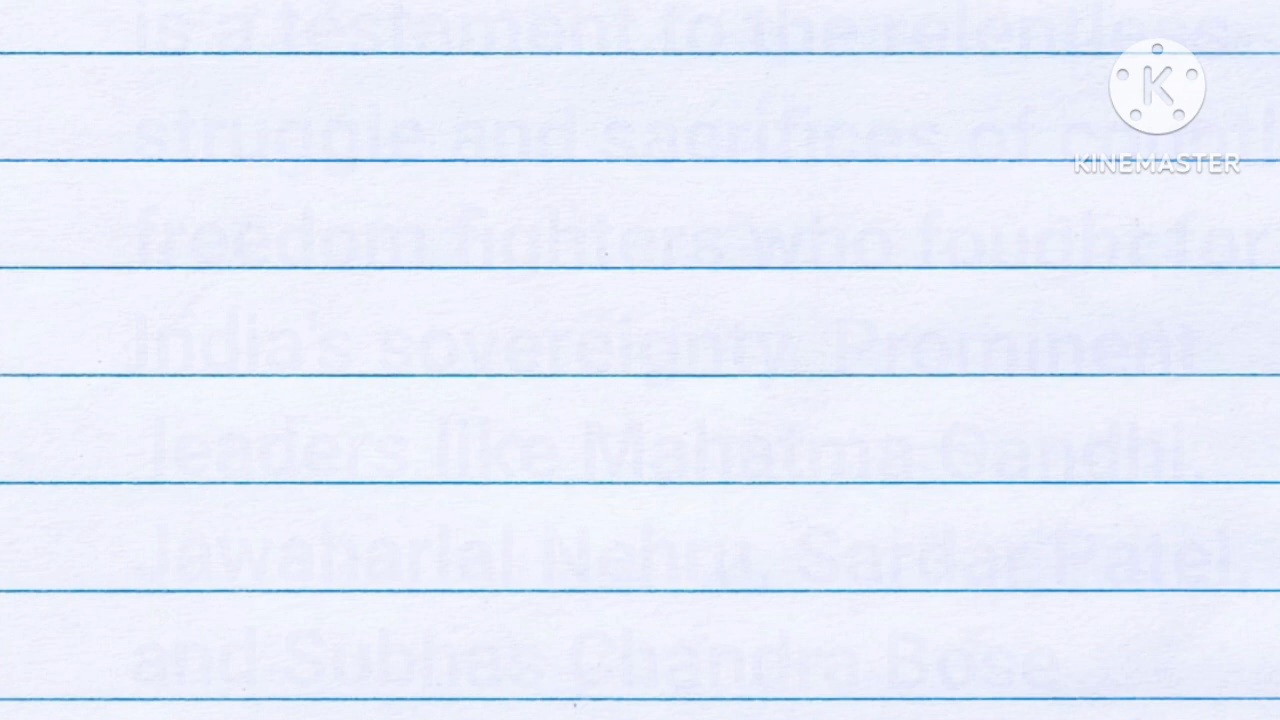 is a testament to the relentless
struggle and sacrifices of
freedom fighters who fought for
India's sovereignty. Prominent
leaders like Mahatma Gandhi,
Jawaharlal Nehru, Sardar Patel,
and Subhas Chandra Bose
K
KINEMASTER